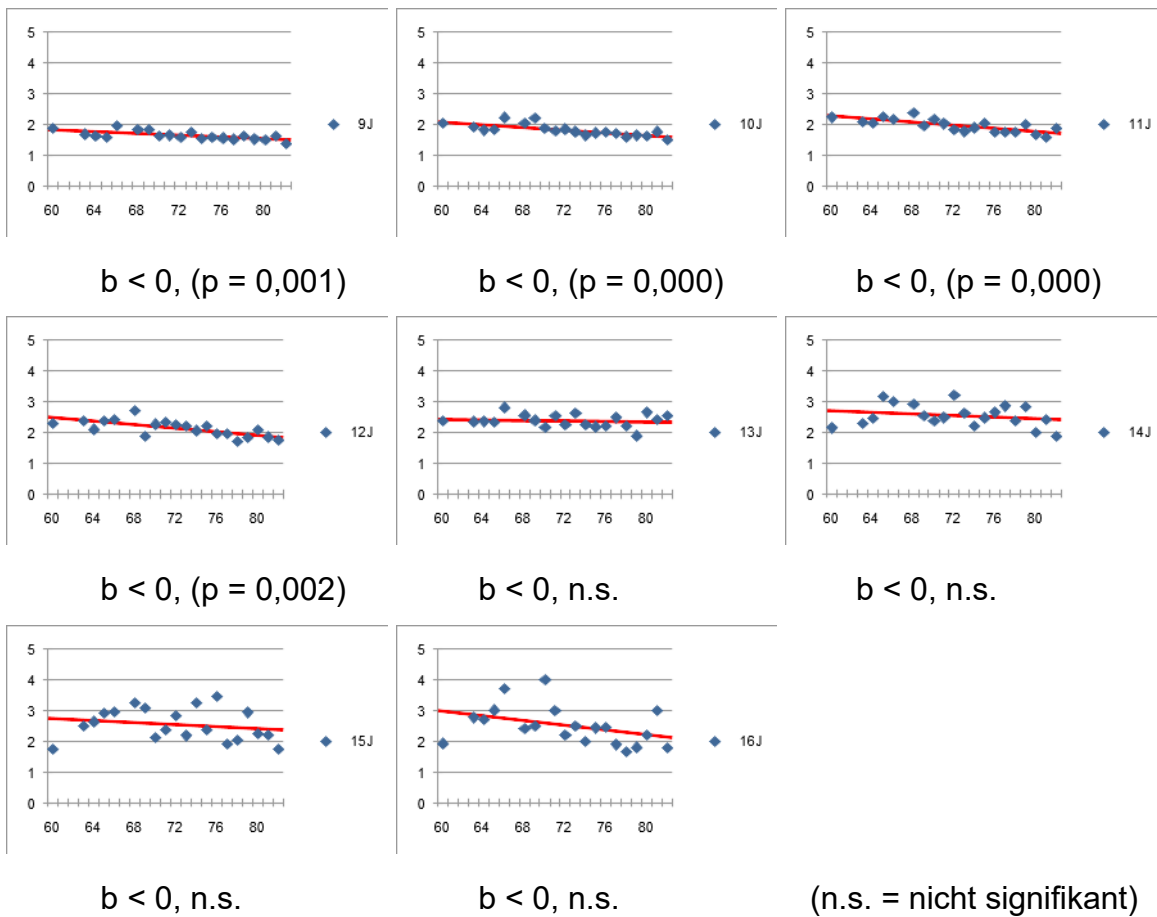 5
4
3
2
1
0
60 64 68 72 76 80
9J
5
4
3
2
1
0
60 64 68 72 76 80
10J
5
4
3
2
1
0
60 64 68 72 76 80
11J
b < 0, (p = 0,001)
b < 0, (p = 0,000)
b < 0, (p = 0,000)
5
4
3
2
1
0
60 64 68 72 76 80
12J
5
4
3
2
1
0
60 64 68 72 76 80
13J
5
4
3
2
1
0
60 64 68 72 76 80
14J
b < 0, (p = 0,002)
b < 0, n.s.
b < 0, n.s.
5
4
3
2
1
0
60 64 68 72 76 80
15J
5
4
3
2
1
0
60 64 68 72 76 80
16J
b < 0, n.s.
b < 0, n.s.
(n.s. = nicht signifikant)